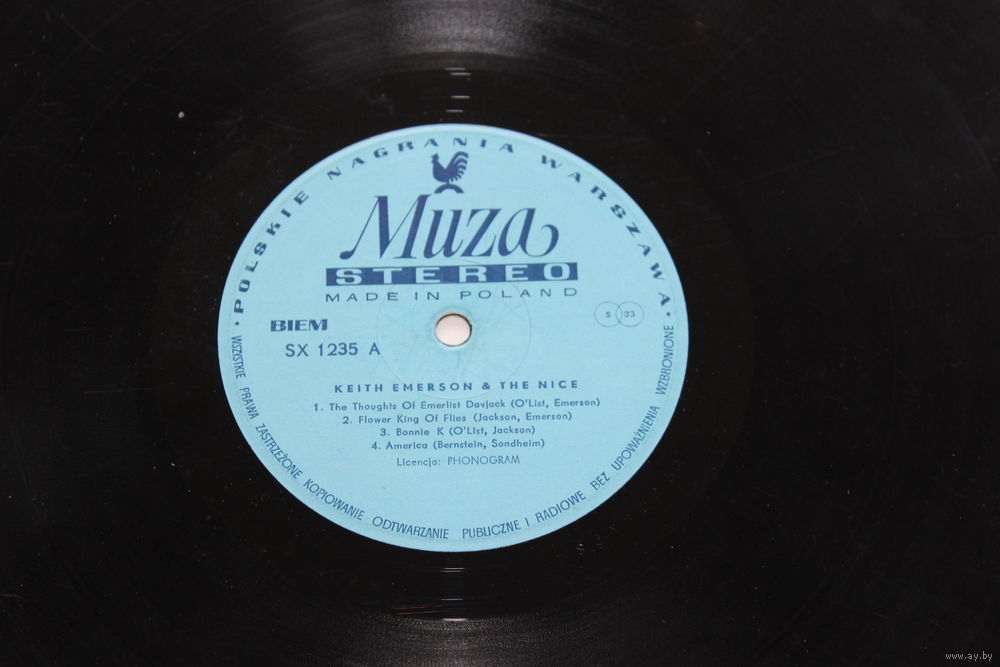 • POLSKIE NAGRANIA WARSZAWA •
Muza
STEREO
MADE IN POLAND
BIEM
S 33
SX 1235 A
KEITH EMERSON & THE NICE
1. The Thoughts Of Emerlist Davjack (O'List, Emerson)
2. Flower King Of Flies (Jackson, Emerson)
3. Bonnie K (O'List, Jackson)
4. America (Bernstein, Sondheim)
Licencja: PHONOGRAM
WSZYSTKIE PRAWA ZASTRZEŻONE KOPIOWANIE ODTWARZANIE PUBLICZNE I RADIOWE BEZ UPOWAŻNIENIA WZBRONIONE
www.ay.by